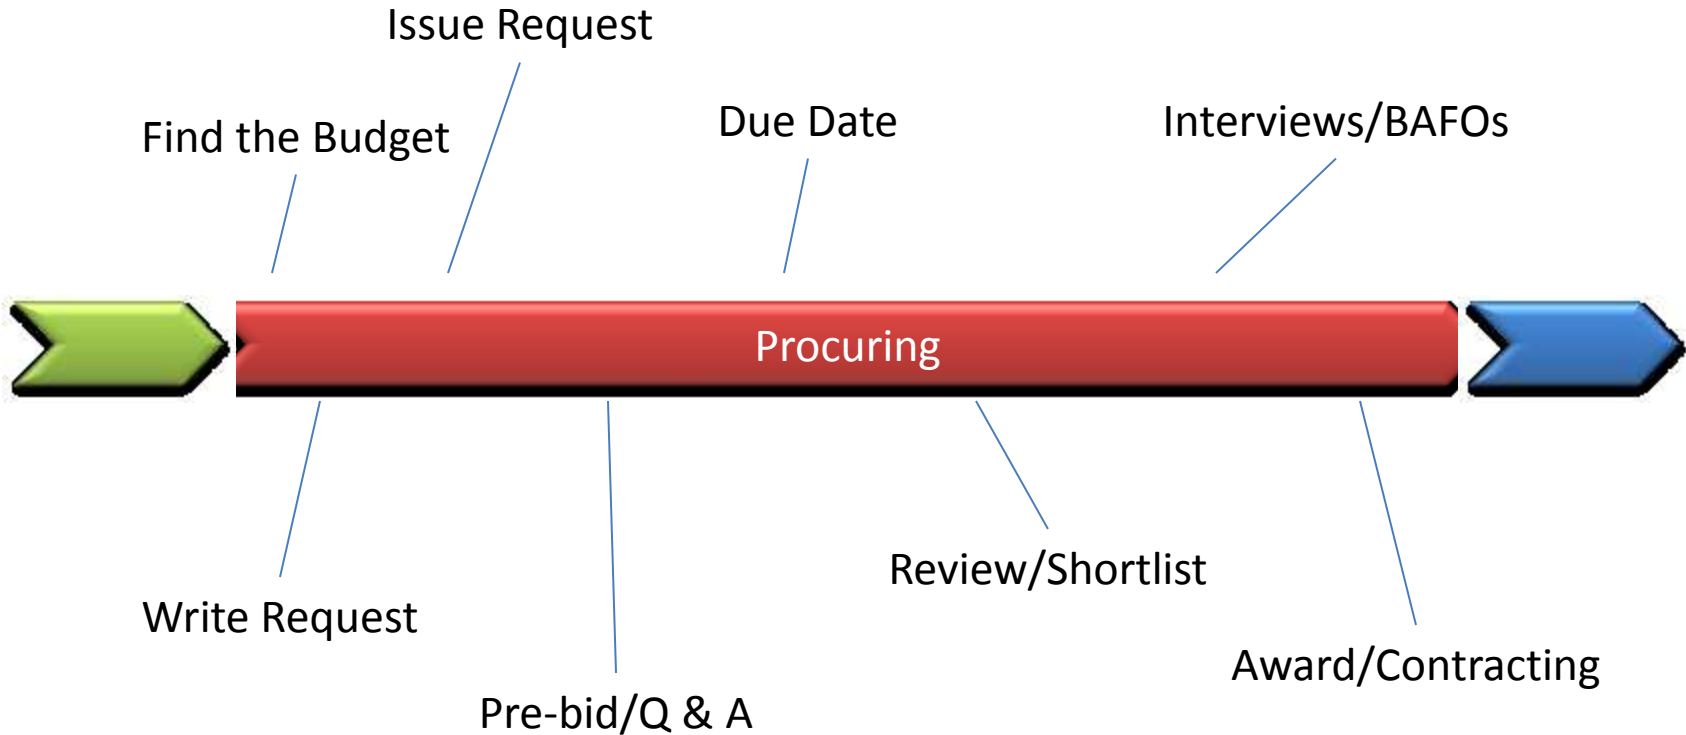 Issue Request
Find the Budget
Due Date
Interviews/BAFOs
Procuring
Write Request
Pre-bid/Q & A
Review/Shortlist
Award/Contracting